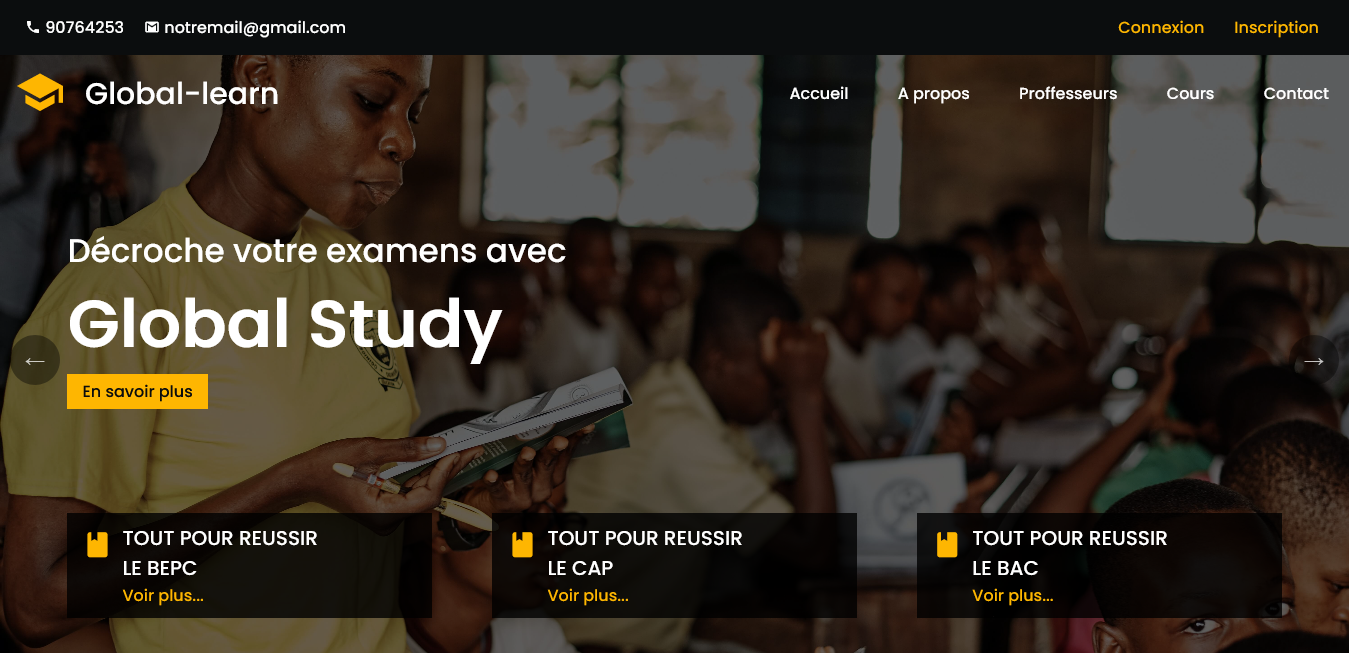 90764253 notremail@gmail.com Connexion Inscription
Global-learn Accueil A propos Proffesseurs Cours Contact
Décroche votre examens avec
Global Study
← →
En savoir plus
TOUT POUR REUSSIR
LE BEPC
Voir plus...
TOUT POUR REUSSIR
LE CAP
Voir plus...
TOUT POUR REUSSIR
LE BAC
Voir plus...